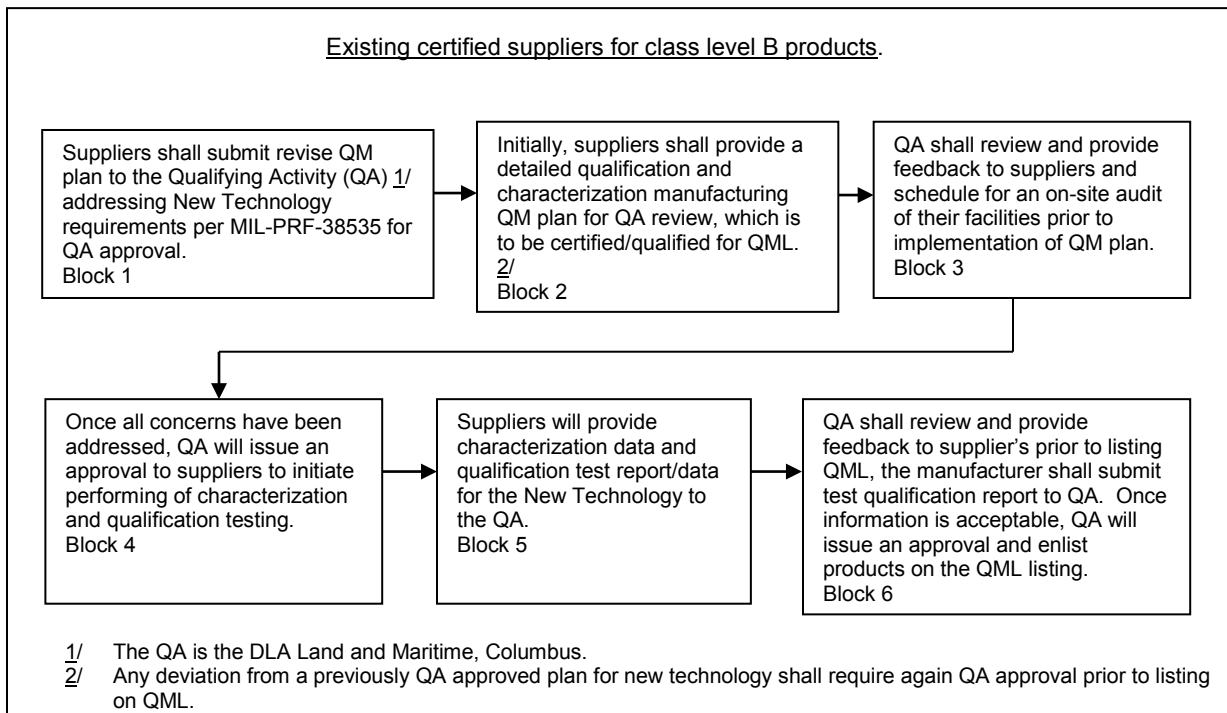 Existing certified suppliers for class level B products.
Suppliers shall submit revise QM
plan to the Qualifying Activity (QA) 1/
addressing New Technology
requirements per MIL-PRF-38535 for
QA approval.
Block 1
Initially, suppliers shall provide a
detailed qualification and
characterization manufacturing
QM plan for QA review, which is
to be certified/qualified for QML.
2/
Block 2
QA shall review and provide
feedback to suppliers and
schedule for an on-site audit
of their facilities prior to
implementation of QM plan.
Block 3
Once all concerns have been
addressed, QA will issue an
approval to suppliers to initiate
performing of characterization
and qualification testing.
Block 4
Suppliers will provide
characterization data and
qualification test report/data
for the New Technology to
the QA.
Block 5
QA shall review and provide
feedback to supplier’s prior to listing
QML, the manufacturer shall submit
test qualification report to QA.  Once
information is acceptable, QA will
issue an approval and enlist
products on the QML listing.
Block 6
1/ The QA is the DLA Land and Maritime, Columbus.
2/ Any deviation from a previously QA approved plan for new technology shall require again QA approval prior to listing
on QML.